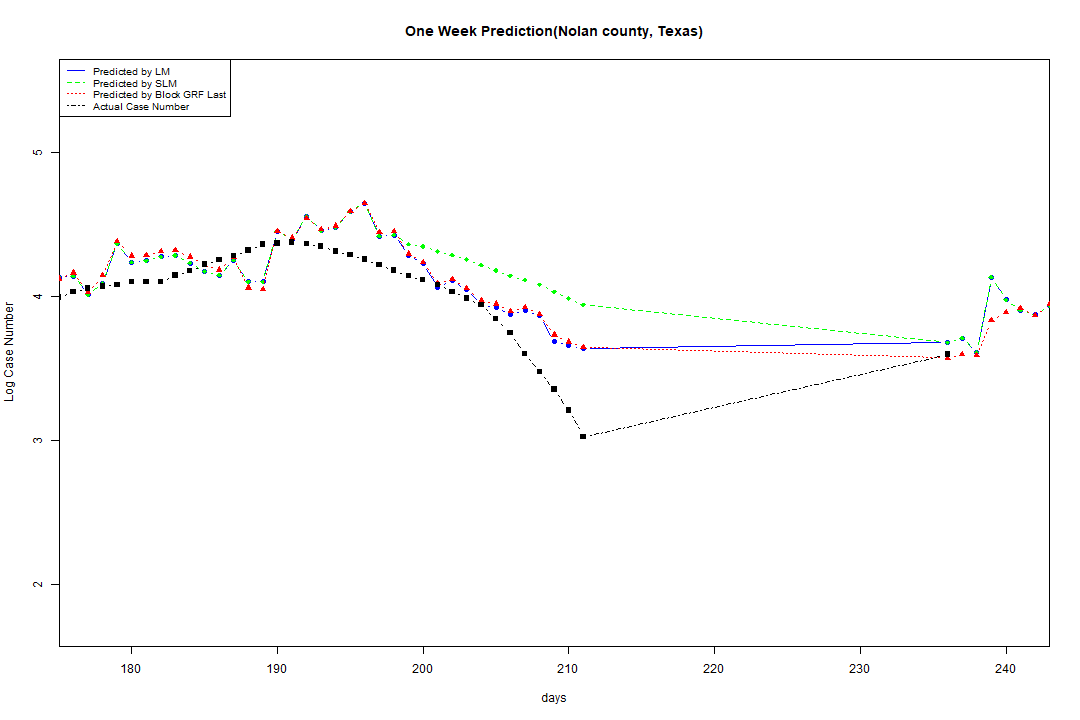 One Week Prediction(Nolan county, Texas)
Predicted by LM
Predicted by SLM
Predicted by Block GRF Last
Actual Case Number
Log Case Number
5
4
3
2
180 190 200 210 220 230 240
days